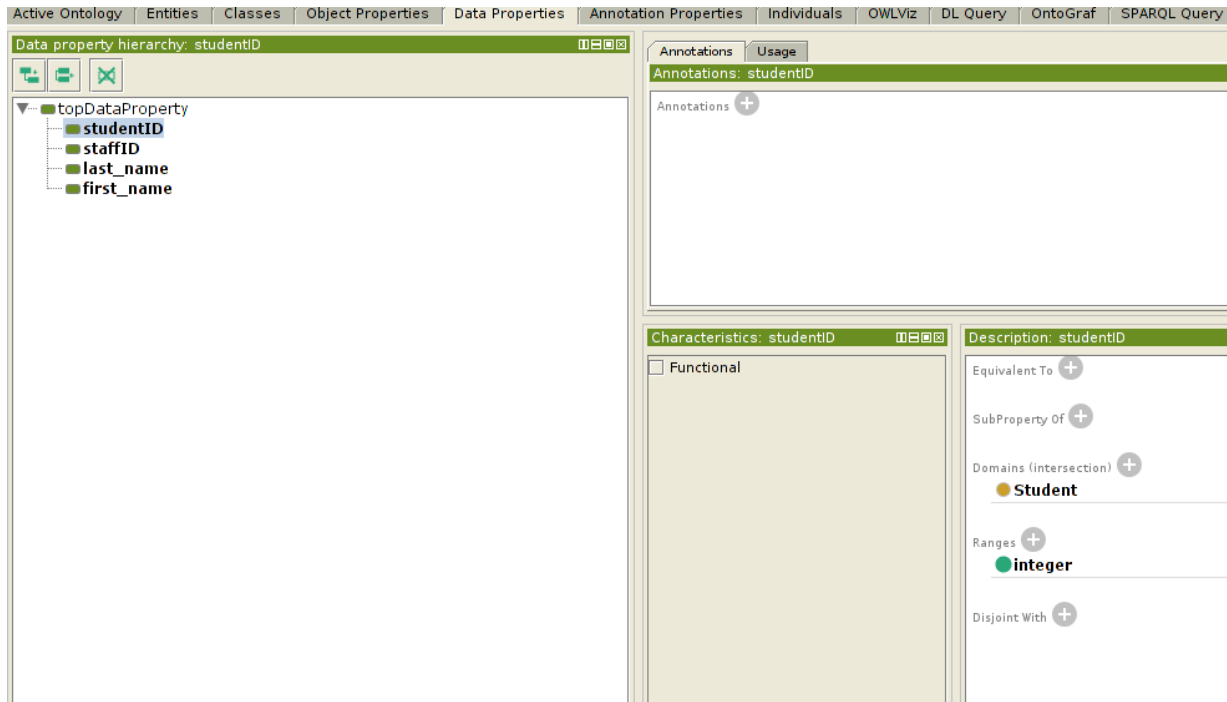 Active Ontology Entities Classes Object Properties Data Properties Annotation Properties Individuals OWLViz DL Query OntoGraf SPARQL Query
Data property hierarchy: studentID
topDataProperty
studentID
staffID
last_name
first_name
Annotations Usage
Annotations: studentID
Annotations
Characteristics: studentID
Functional
Description: studentID
Equivalent To
SubProperty Of
Domains (intersection)
Student
Ranges
integer
Disjoint With